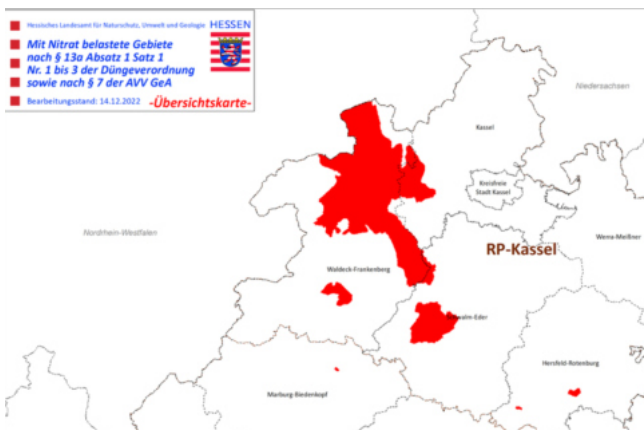 Hessisches Landesamt für Naturschutz, Umwelt und Geologie
HESSEN
Mit Nitrat belastete Gebiete
nach § 13a Absatz 1 Satz 1
Nr. 1 bis 3 der Düngeverordnung
sowie nach § 7 der AVV GeA
Bearbeitungsstand: 14.12.2022
-Übersichtskarte-
Niedersachsen
Kassel
Kreisfreie
Stadt Kassel
Nordrhein-Westfalen
Werra-Meißner
RP-Kassel
Waldeck-Frankenberg
Schwalm-Eder
Hersfeld-Rotenburg
Marburg-Biedenkopf